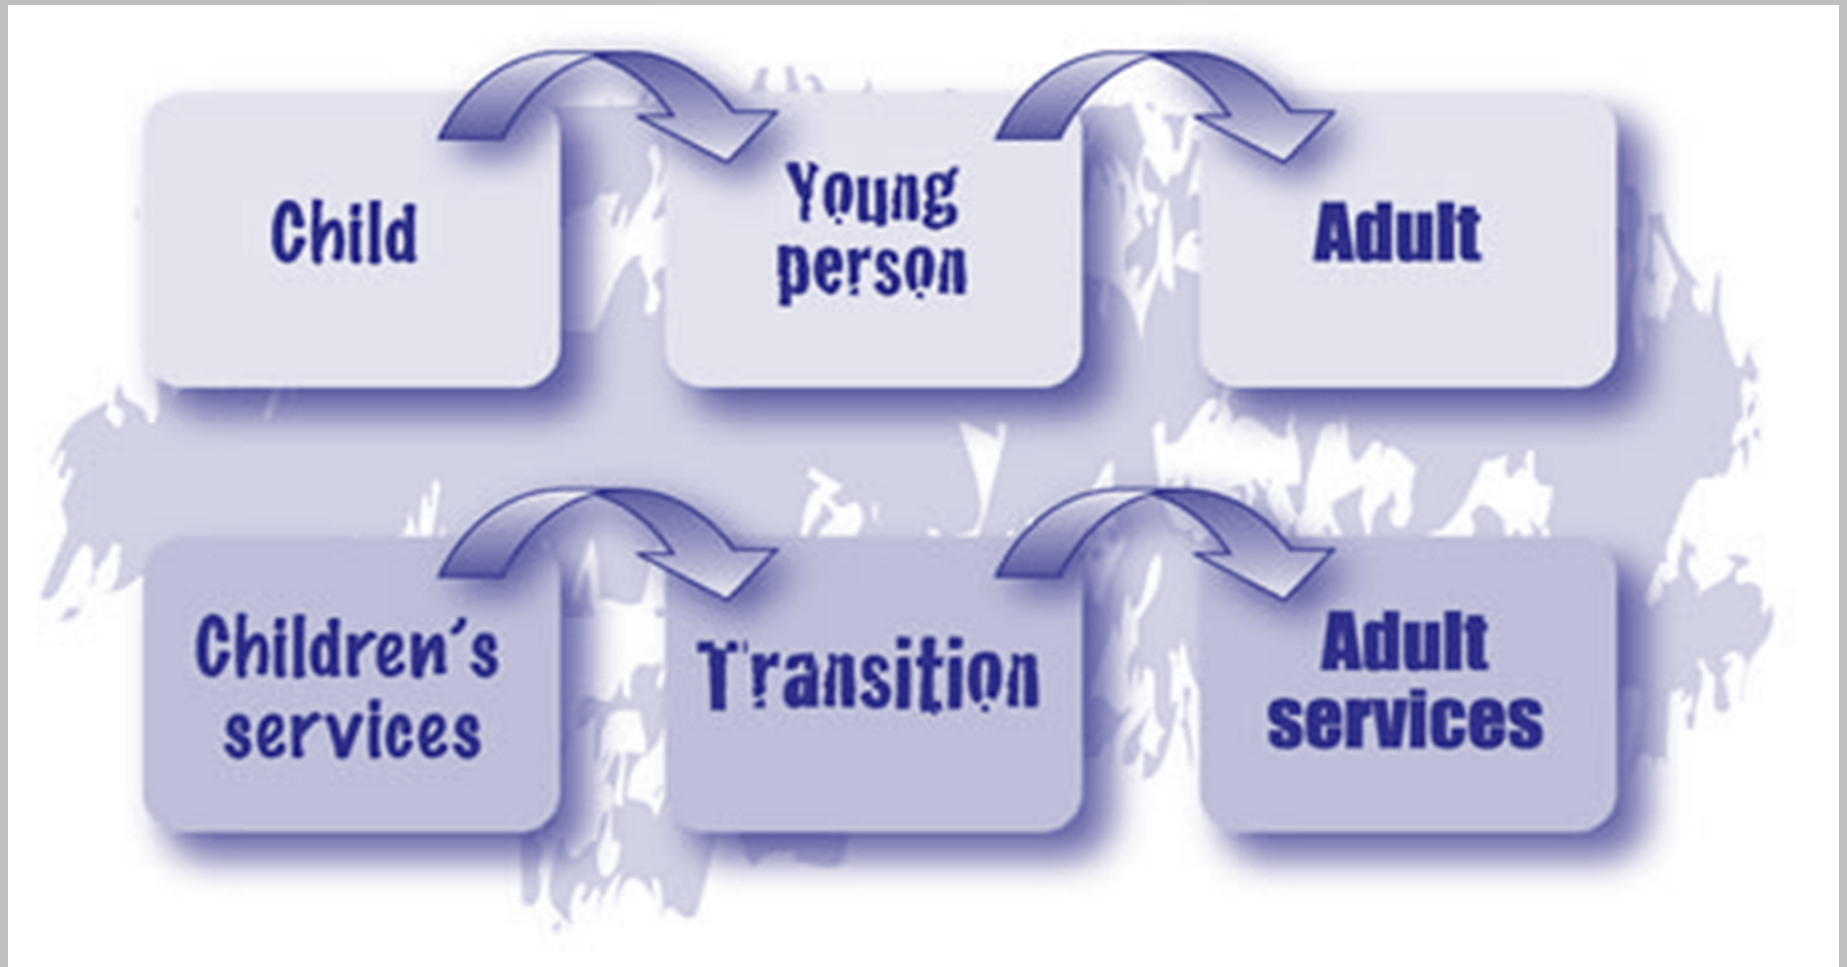 Child
Young
person
Adult
Children's
services
Transition
Adult
services